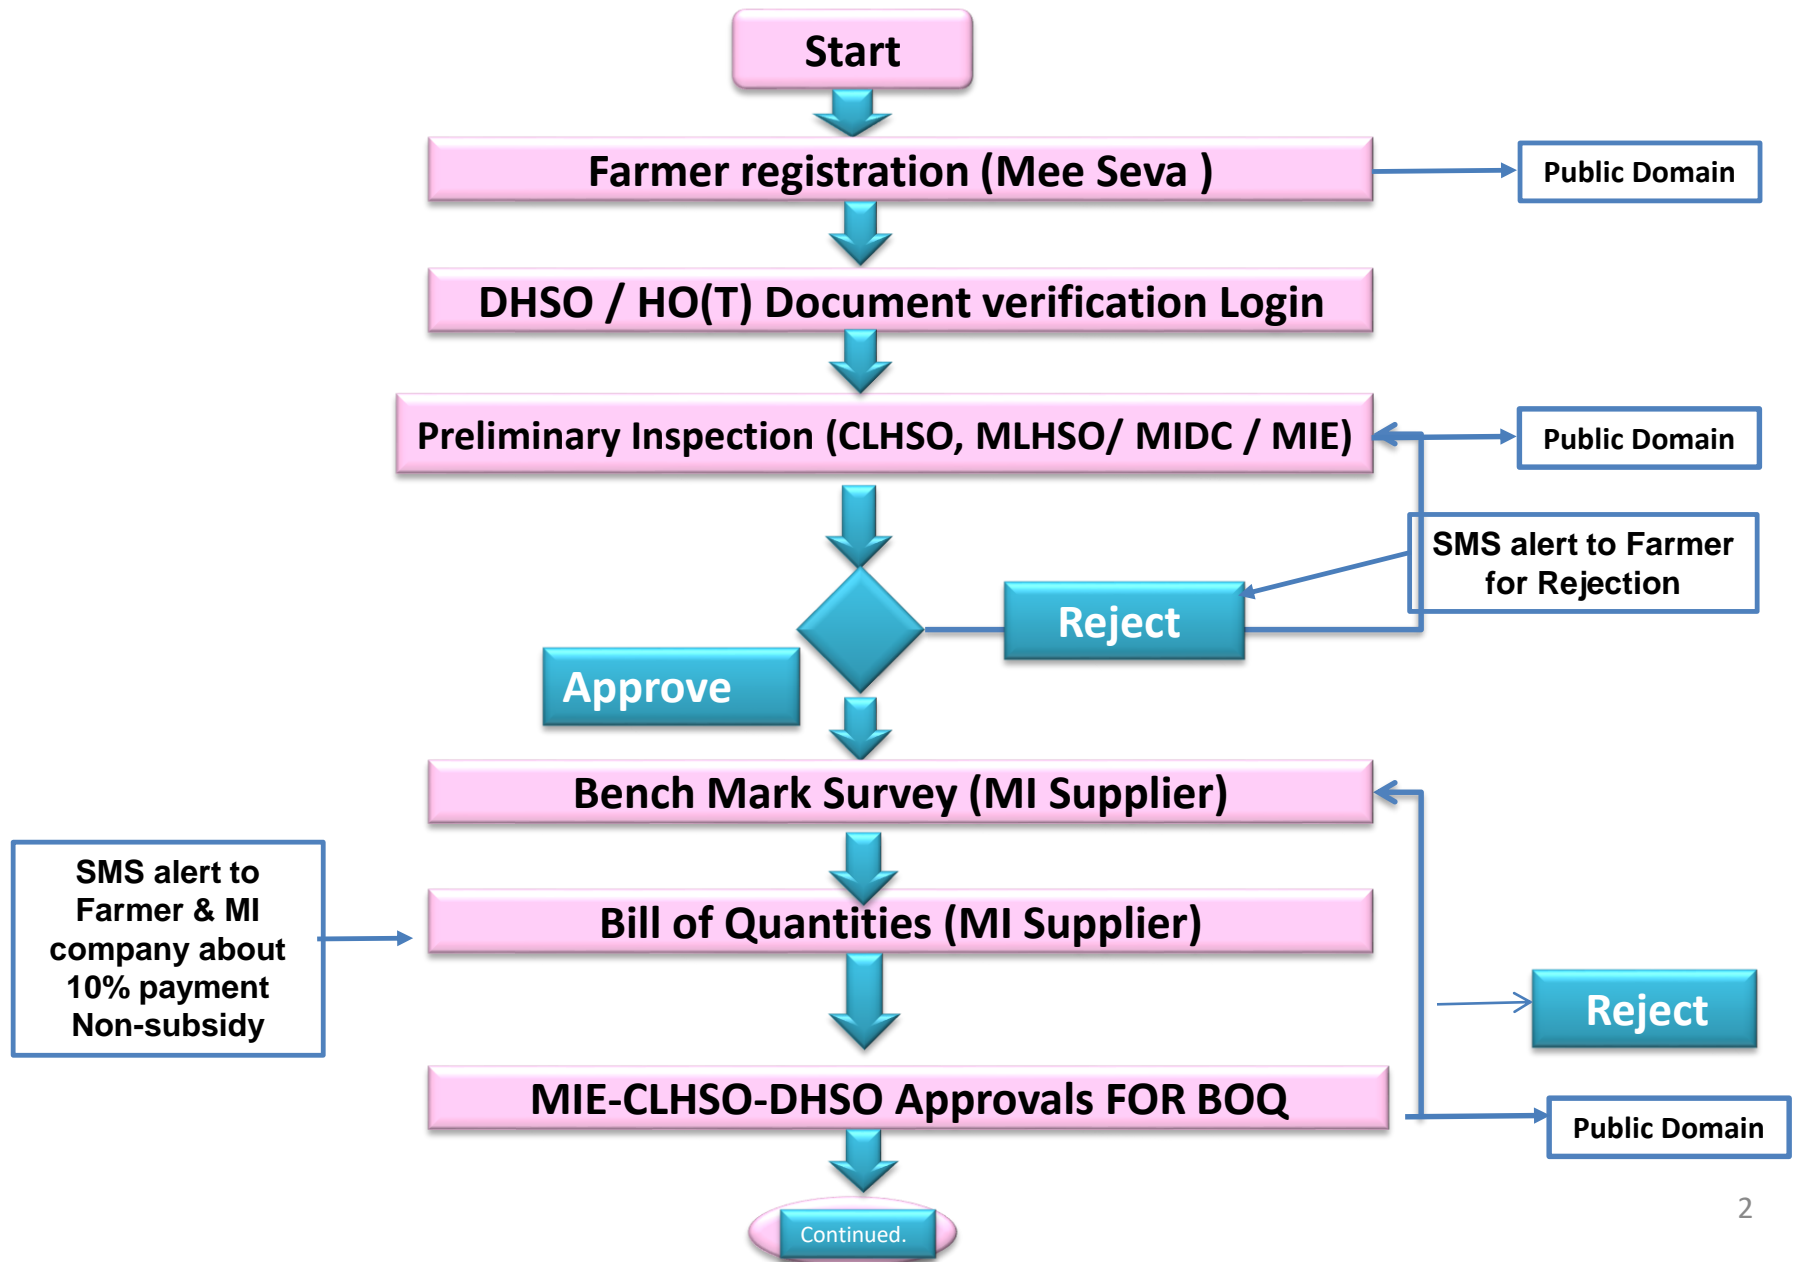 Start
Farmer registration (Mee Seva )
Public Domain
DHSO / HO(T) Document verification Login
Preliminary Inspection (CLHSO, MLHSO/ MIDC / MIE)
Public Domain
SMS alert to Farmer
for Rejection
Reject
Approve
Bench Mark Survey (MI Supplier)
SMS alert to
Farmer & MI
company about
10% payment
Non-subsidy
Bill of Quantities (MI Supplier)
Reject
MIE-CLHSO-DHSO Approvals FOR BOQ
Public Domain
Continued.
2